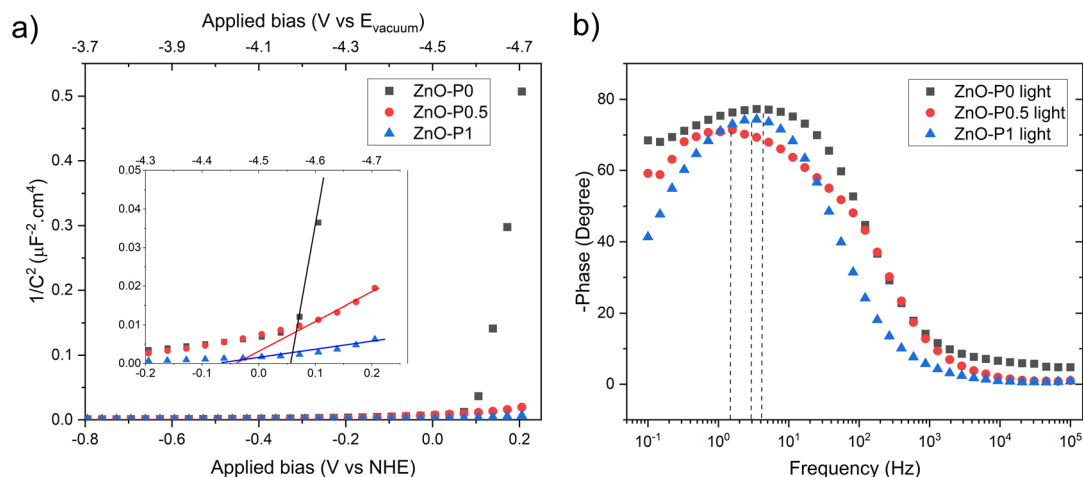 a)
Applied bias (V vs E_vacuum)
-3.7 -3.9 -4.1 -4.3 -4.5 -4.7
ZnO-P0
ZnO-P0.5
ZnO-P1
1/C² (μF⁻².cm⁴)
0.5
0.4
0.3
0.2
0.1
0.0
-4.3 -4.4 -4.5 -4.6 -4.7
0.05
0.04
0.03
0.02
0.01
0.00
-0.2 -0.1 0.0 0.1 0.2
-0.8 -0.6 -0.4 -0.2 0.0 0.2
Applied bias (V vs NHE)
b)
ZnO-P0 light
ZnO-P0.5 light
ZnO-P1 light
-Phase (Degree)
80
60
40
20
0
10⁻¹ 10⁰ 10¹ 10² 10³ 10⁴ 10⁵
Frequency (Hz)